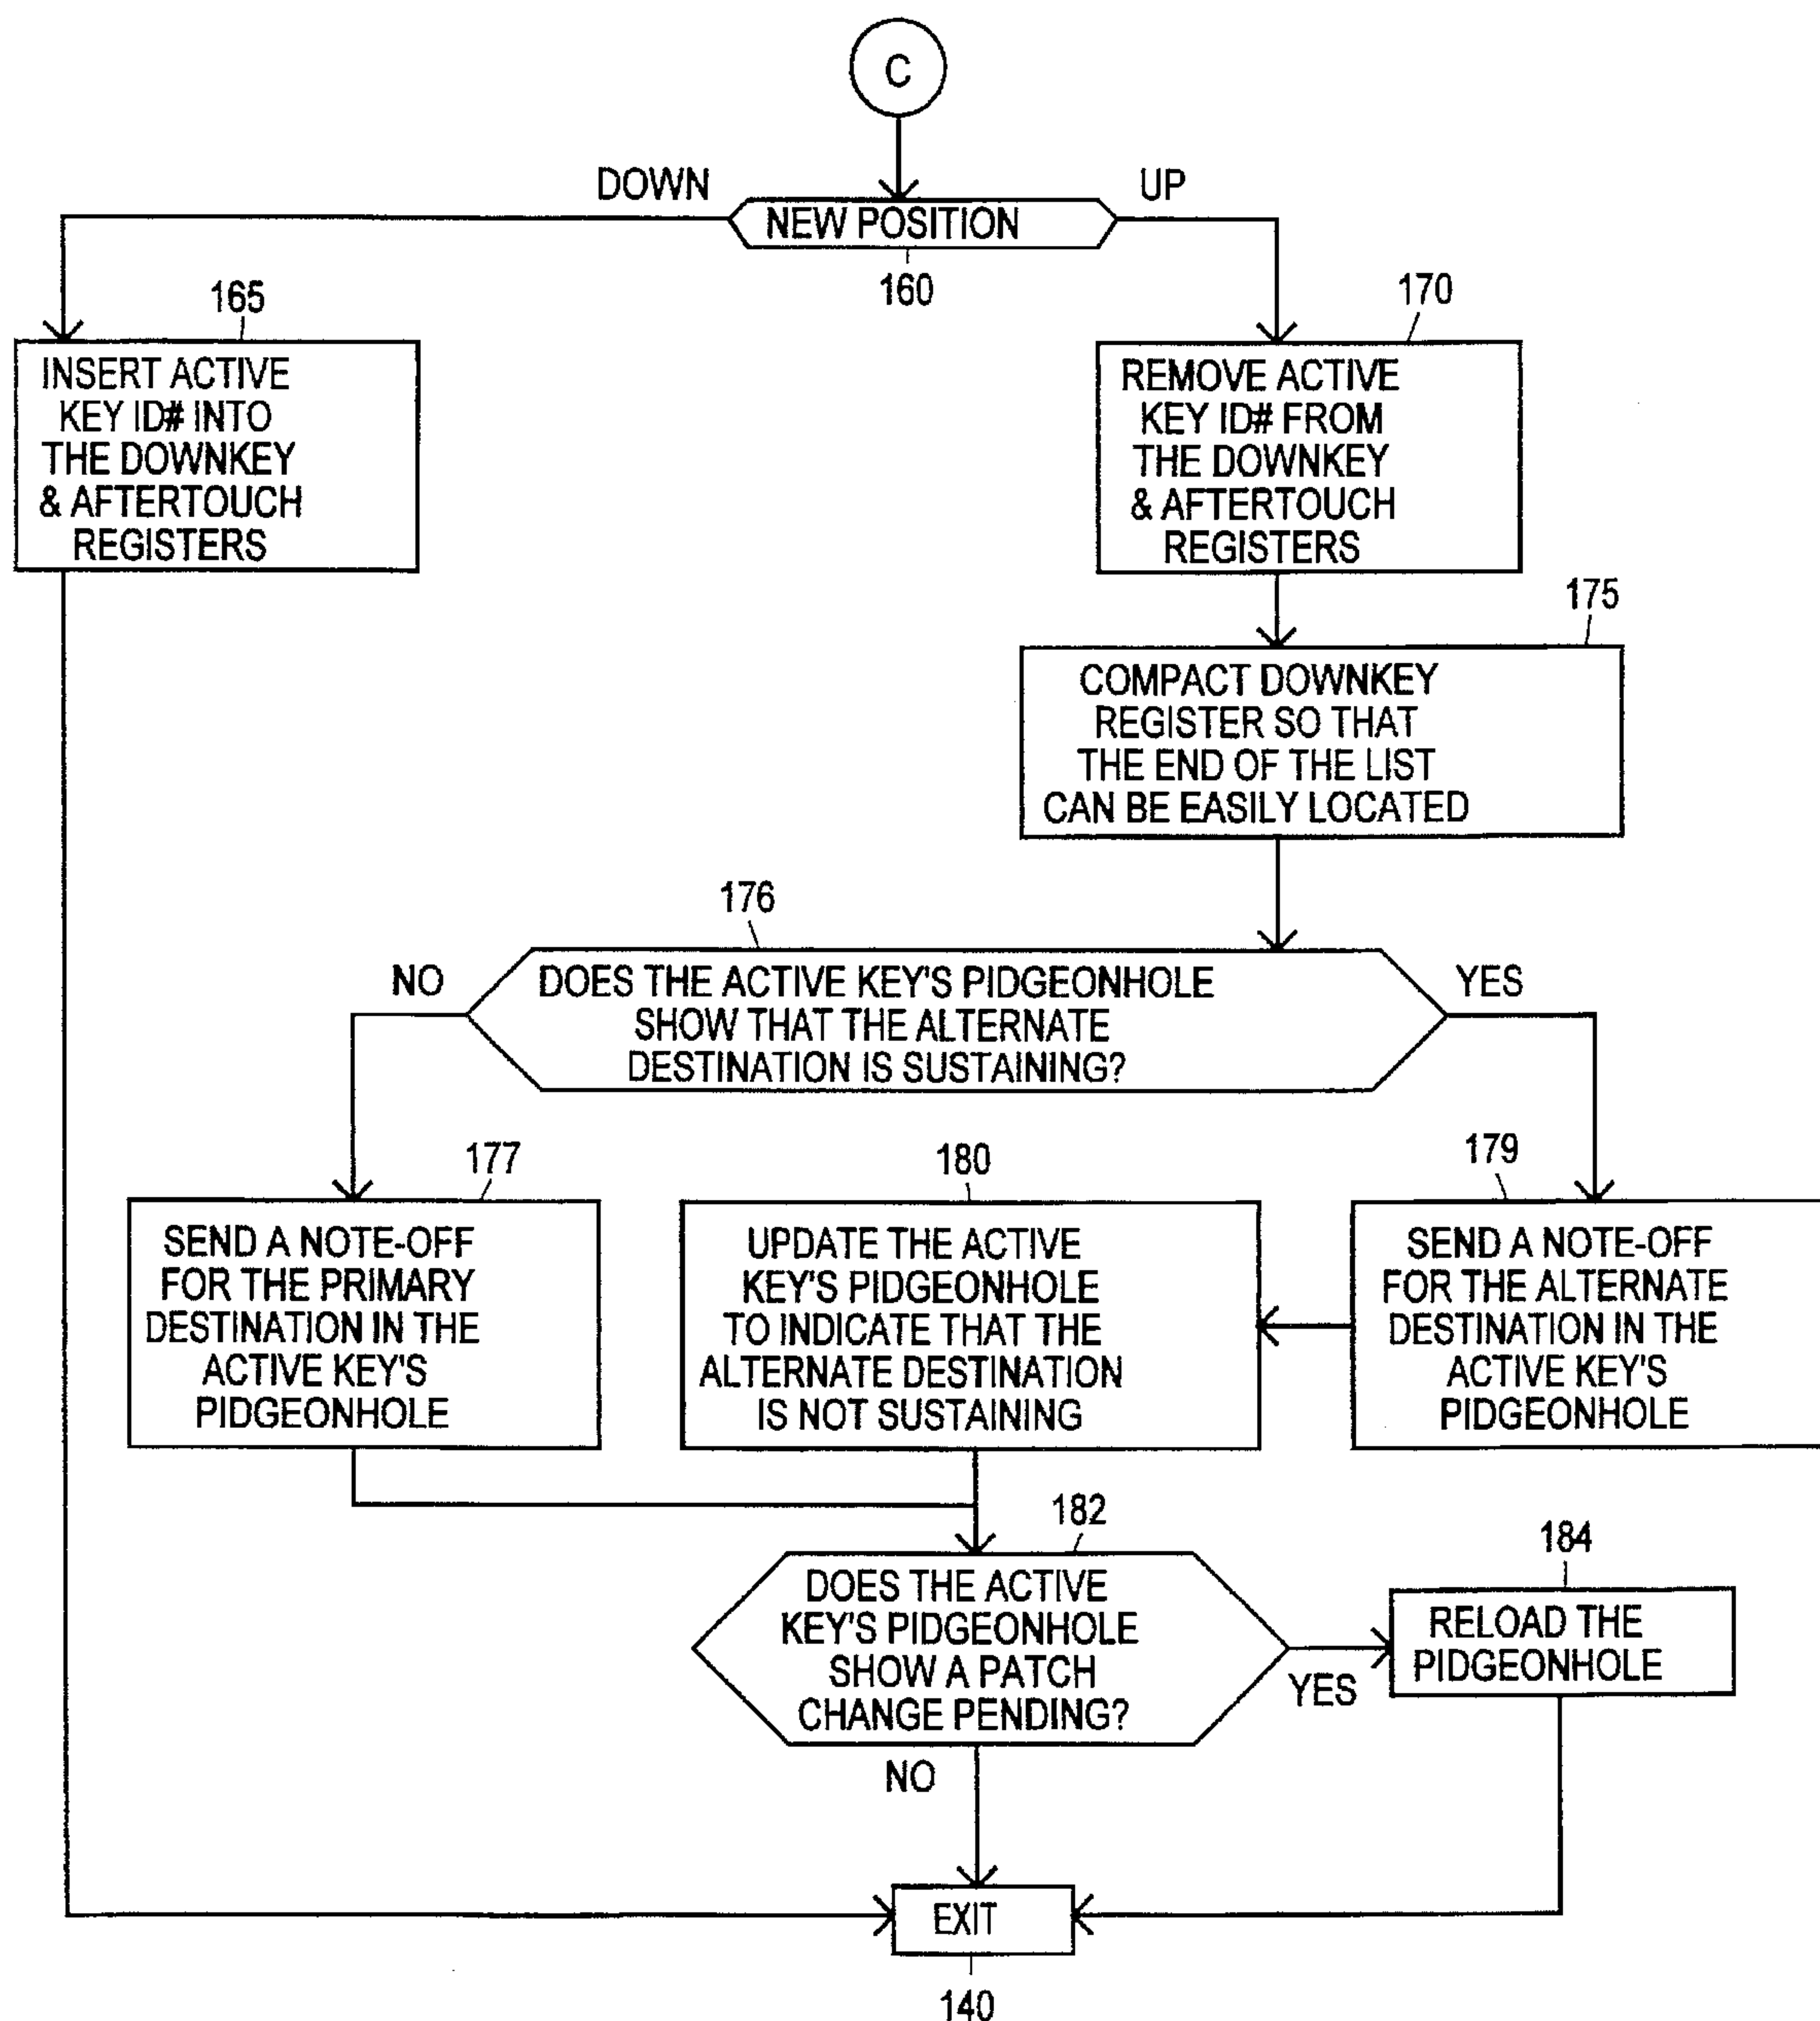 C
DOWN
UP
NEW POSITION
160
165
170
INSERT ACTIVE
KEY ID# INTO
THE DOWNKEY
& AFTERTOUCH
REGISTERS
REMOVE ACTIVE
KEY ID# FROM
THE DOWNKEY
& AFTERTOUCH
REGISTERS
175
COMPACT DOWNKEY
REGISTER SO THAT
THE END OF THE LIST
CAN BE EASILY LOCATED
176
NO
DOES THE ACTIVE KEY'S PIDGEONHOLE
SHOW THAT THE ALTERNATE
DESTINATION IS SUSTAINING?
YES
177
180
179
SEND A NOTE-OFF
FOR THE PRIMARY
DESTINATION IN THE
ACTIVE KEY'S
PIDGEONHOLE
UPDATE THE ACTIVE
KEY'S PIDGEONHOLE
TO INDICATE THAT THE
ALTERNATE DESTINATION
IS NOT SUSTAINING
SEND A NOTE-OFF
FOR THE ALTERNATE
DESTINATION IN THE
ACTIVE KEY'S
PIDGEONHOLE
182
184
DOES THE ACTIVE
KEY'S PIDGEONHOLE
SHOW A PATCH
CHANGE PENDING?
YES
RELOAD THE
PIDGEONHOLE
NO
EXIT
140